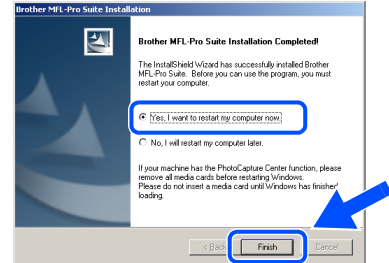 Brother MFL-Pro Suite Installation
Brother MFL-Pro Suite Installation Completed!
The InstallShield Wizard has successfully installed Brother
MFL-Pro Suite. Before you can use the program, you must
restart your computer.
Yes, I want to restart my computer now.
No, I will restart my computer later.
If your machine has the PhotoCapture Center function, please
remove all media cards before restarting Windows.
Please do not insert a media card until Windows has finished
loading.
< Back Finish Cancel